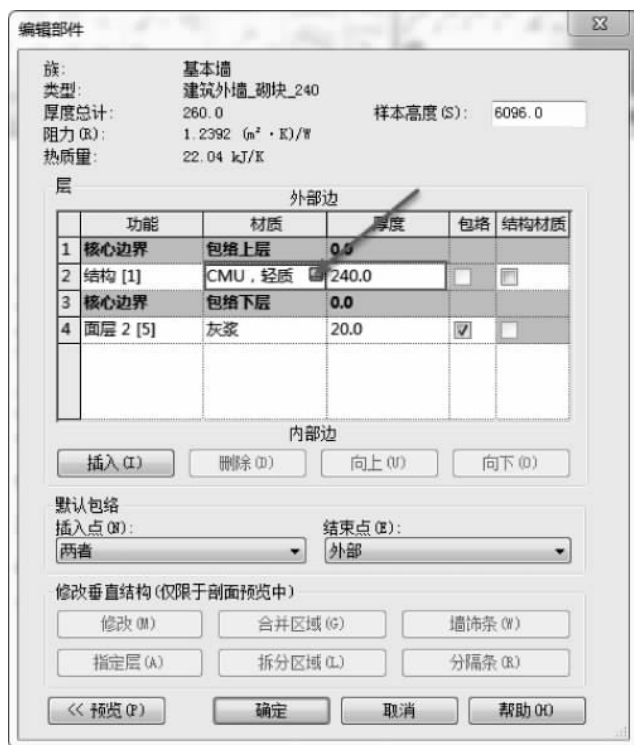 编辑部件
族: 基本墙
类型: 建筑外墙_砌块_240
厚度总计: 260.0 样本高度(S): 6096.0
阻力(R): 1.2392 (m²·K)/W
热质量: 22.04 kJ/K
层
外部边
功能 材质 厚度 包络 结构材质
1 核心边界 包络上层 0.0
2 结构 [1] CMU，轻质 240.0
3 核心边界 包络下层 0.0
4 面层 2 [5] 灰浆 20.0
内部边
插入(I) 删除(D) 向上(U) 向下(O)
默认包络
插入点(N): 结束点(E):
两者 外部
修改垂直结构(仅限于剖面预览中)
修改(M) 合并区域(G) 墙饰条(W)
指定层(A) 拆分区域(L) 分隔条(R)
<< 预览(P) 确定 取消 帮助(H)